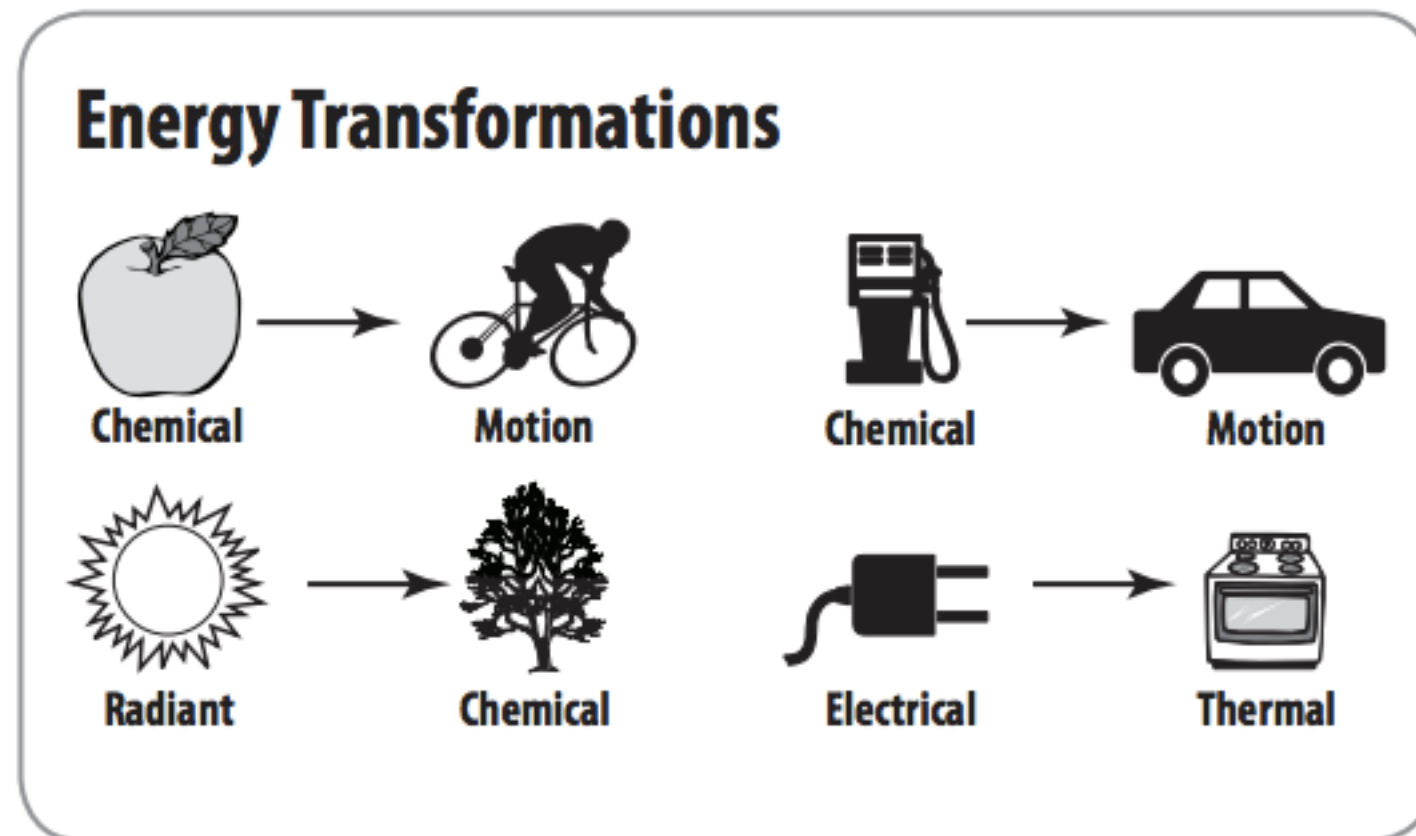 Energy Transformations
Chemical
Motion
Chemical
Motion
Radiant
Chemical
Electrical
Thermal